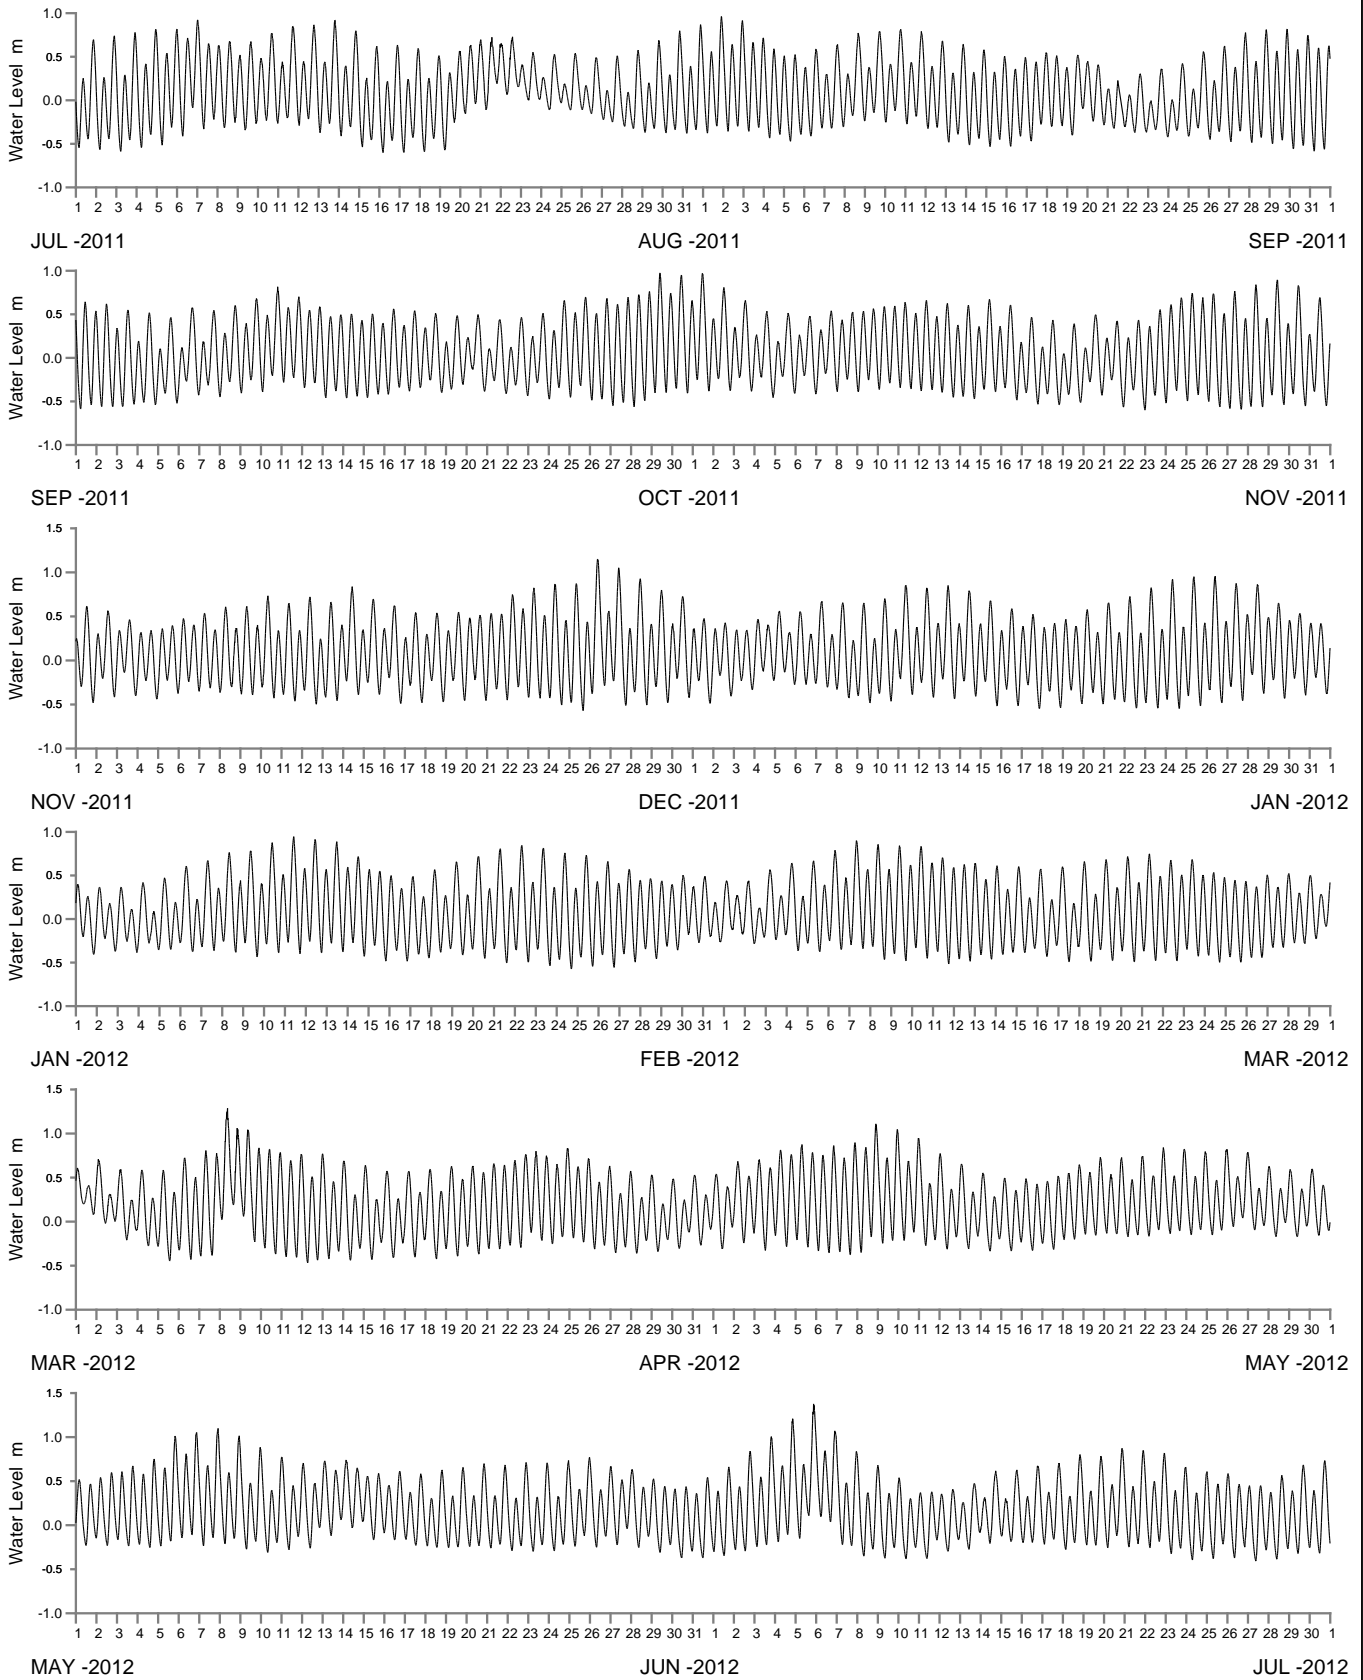 1.0
0.5
0.0
-0.5
-1.0
Water Level m
1 2 3 4 5 6 7 8 9 10 11 12 13 14 15 16 17 18 19 20 21 22 23 24 25 26 27 28 29 30 31 1 2 3 4 5 6 7 8 9 10 11 12 13 14 15 16 17 18 19 20 21 22 23 24 25 26 27 28 29 30 31 1
JUL -2011 AUG -2011 SEP -2011
1.0
0.5
0.0
-0.5
-1.0
Water Level m
1 2 3 4 5 6 7 8 9 10 11 12 13 14 15 16 17 18 19 20 21 22 23 24 25 26 27 28 29 30 1 2 3 4 5 6 7 8 9 10 11 12 13 14 15 16 17 18 19 20 21 22 23 24 25 26 27 28 29 30 31 1
SEP -2011 OCT -2011 NOV -2011
1.5
1.0
0.5
0.0
-0.5
-1.0
Water Level m
1 2 3 4 5 6 7 8 9 10 11 12 13 14 15 16 17 18 19 20 21 22 23 24 25 26 27 28 29 30 1 2 3 4 5 6 7 8 9 10 11 12 13 14 15 16 17 18 19 20 21 22 23 24 25 26 27 28 29 30 31 1
NOV -2011 DEC -2011 JAN -2012
1.0
0.5
0.0
-0.5
-1.0
Water Level m
1 2 3 4 5 6 7 8 9 10 11 12 13 14 15 16 17 18 19 20 21 22 23 24 25 26 27 28 29 30 31 1 2 3 4 5 6 7 8 9 10 11 12 13 14 15 16 17 18 19 20 21 22 23 24 25 26 27 28 29 1
JAN -2012 FEB -2012 MAR -2012
1.5
1.0
0.5
0.0
-0.5
-1.0
Water Level m
1 2 3 4 5 6 7 8 9 10 11 12 13 14 15 16 17 18 19 20 21 22 23 24 25 26 27 28 29 30 31 1 2 3 4 5 6 7 8 9 10 11 12 13 14 15 16 17 18 19 20 21 22 23 24 25 26 27 28 29 30 1
MAR -2012 APR -2012 MAY -2012
1.5
1.0
0.5
0.0
-0.5
-1.0
Water Level m
1 2 3 4 5 6 7 8 9 10 11 12 13 14 15 16 17 18 19 20 21 22 23 24 25 26 27 28 29 30 31 1 2 3 4 5 6 7 8 9 10 11 12 13 14 15 16 17 18 19 20 21 22 23 24 25 26 27 28 29 30 1
MAY -2012 JUN -2012 JUL -2012